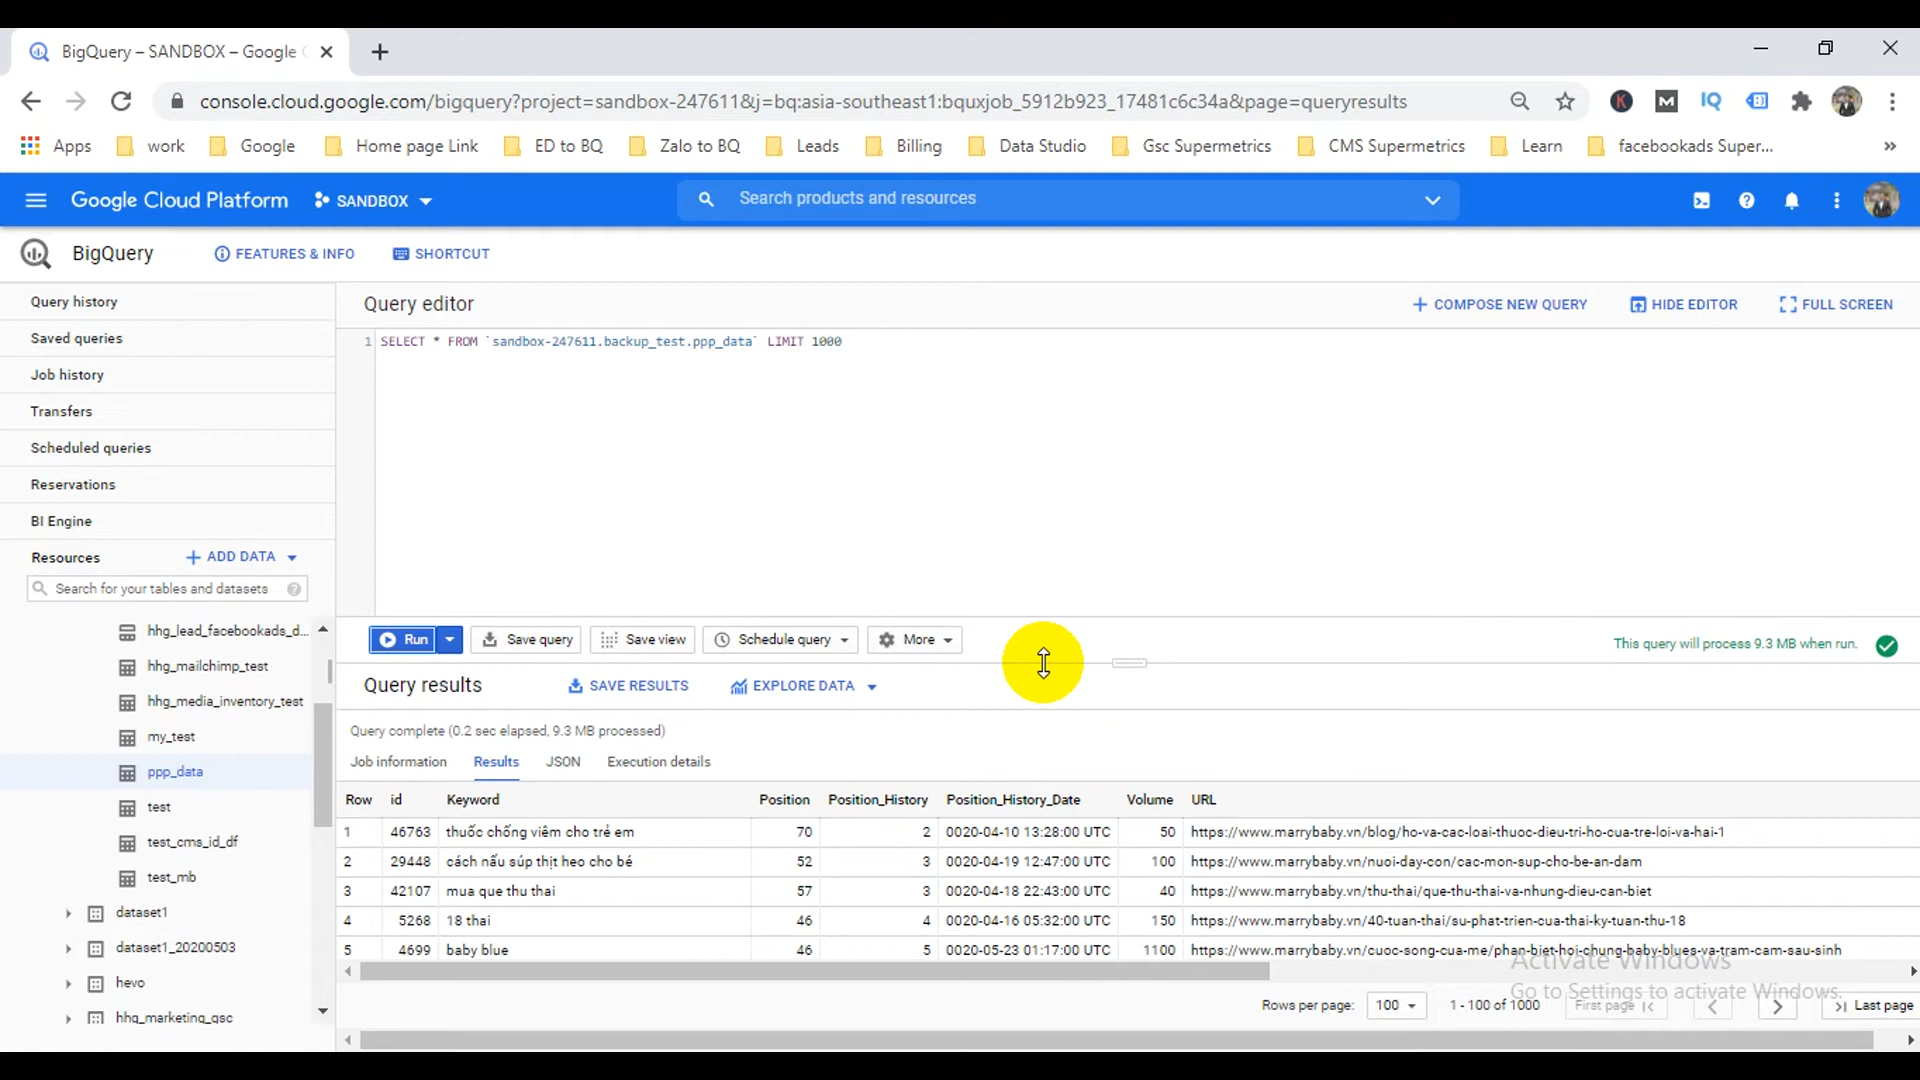 BigQuery – SANDBOX – Google
console.cloud.google.com/bigquery?project=sandbox-247611&j=bq:asia-southeast1:bquxjob_5912b923_17481c6c34a&page=queryresults
K M IQ
Apps work Google Home page Link ED to BQ Zalo to BQ Leads Billing Data Studio Gsc Supermetrics CMS Supermetrics Learn facebookads Super... »
Google Cloud Platform SANDBOX Search products and resources
BigQuery FEATURES & INFO SHORTCUT
Query history
Saved queries
Job history
Transfers
Scheduled queries
Reservations
BI Engine
Resources + ADD DATA
Search for your tables and datasets
hhg_lead_facebookads_d...
hhg_mailchimp_test
hhg_media_inventory_test
my_test
ppp_data
test
test_cms_id_df
test_mb
dataset1
dataset1_20200503
hevo
hhg_marketing_gsc
Query editor + COMPOSE NEW QUERY HIDE EDITOR FULL SCREEN
1 SELECT * FROM `sandbox-247611.backup_test.ppp_data` LIMIT 1000
Run Save query Save view Schedule query More This query will process 9.3 MB when run.
Query results SAVE RESULTS EXPLORE DATA
Query complete (0.2 sec elapsed, 9.3 MB processed)
Job information Results JSON Execution details
Row id Keyword Position Position_History Position_History_Date Volume URL
1 46763 thuốc chống viêm cho trẻ em 70 2 0020-04-10 13:28:00 UTC 50 https://www.marrybaby.vn/blog/ho-va-cac-loai-thuoc-dieu-tri-ho-cua-tre-loi-va-hai-1
2 29448 cách nấu súp thịt heo cho bé 52 3 0020-04-19 12:47:00 UTC 100 https://www.marrybaby.vn/nuoi-day-con/cac-mon-sup-cho-be-an-dam
3 42107 mua que thu thai 57 3 0020-04-18 22:43:00 UTC 40 https://www.marrybaby.vn/thu-thai/que-thu-thai-va-nhung-dieu-can-biet
4 5268 18 thai 46 4 0020-04-16 05:32:00 UTC 150 https://www.marrybaby.vn/40-tuan-thai/su-phat-trien-cua-thai-ky-tuan-thu-18
5 4699 baby blue 46 5 0020-05-23 01:17:00 UTC 1100 https://www.marrybaby.vn/cuoc-song-cua-me/phan-biet-hoi-chung-baby-blues-va-tram-cam-sau-sinh
Activate Windows
Go to Settings to activate Windows.
Rows per page: 100 1 - 100 of 1000 First page Last page